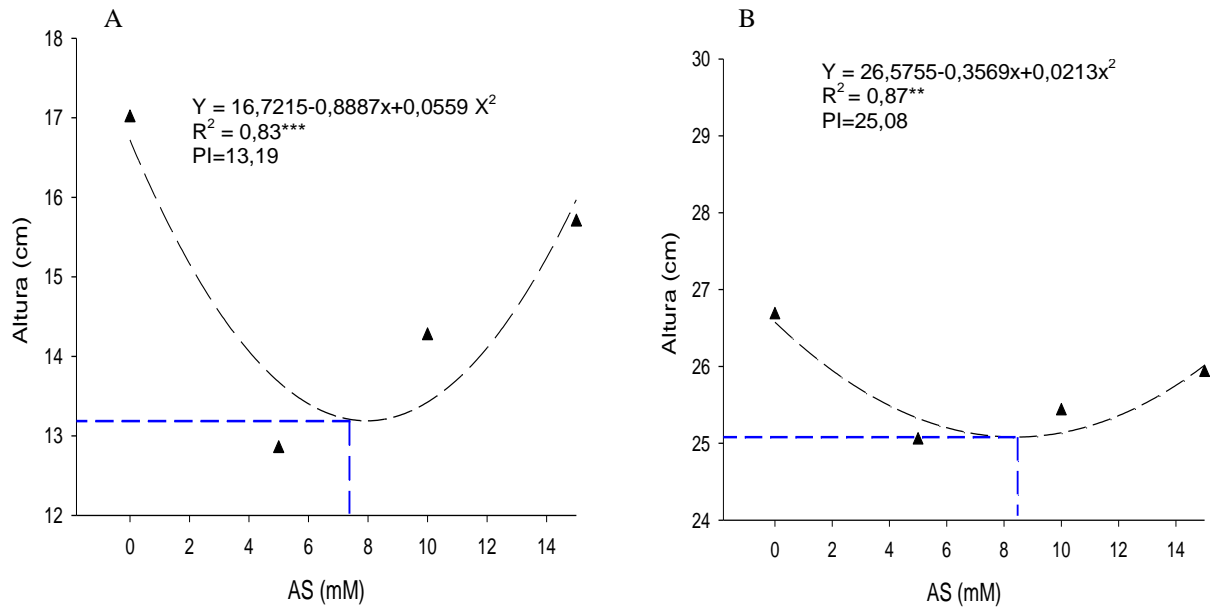 A
Y = 16,7215-0,8887x+0,0559 X²
R² = 0,83***
PI=13,19
Altura (cm)
18
17
16
15
14
13
12
0 2 4 6 8 10 12 14
AS (mM)
B
Y = 26,5755-0,3569x+0,0213x²
R² = 0,87**
PI=25,08
Altura (cm)
30
29
28
27
26
25
24
0 2 4 6 8 10 12 14
AS (mM)